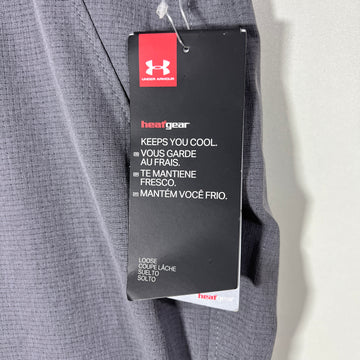 UNDER ARMOUR
heatgear
KEEPS YOU COOL.
VOUS GARDE
AU FRAIS.
TE MANTIENE
FRESCO.
MANTÉM VOCÊ FRIO.
LOOSE
COUPE LÂCHE
SUELTO
SOLTO
heatgear